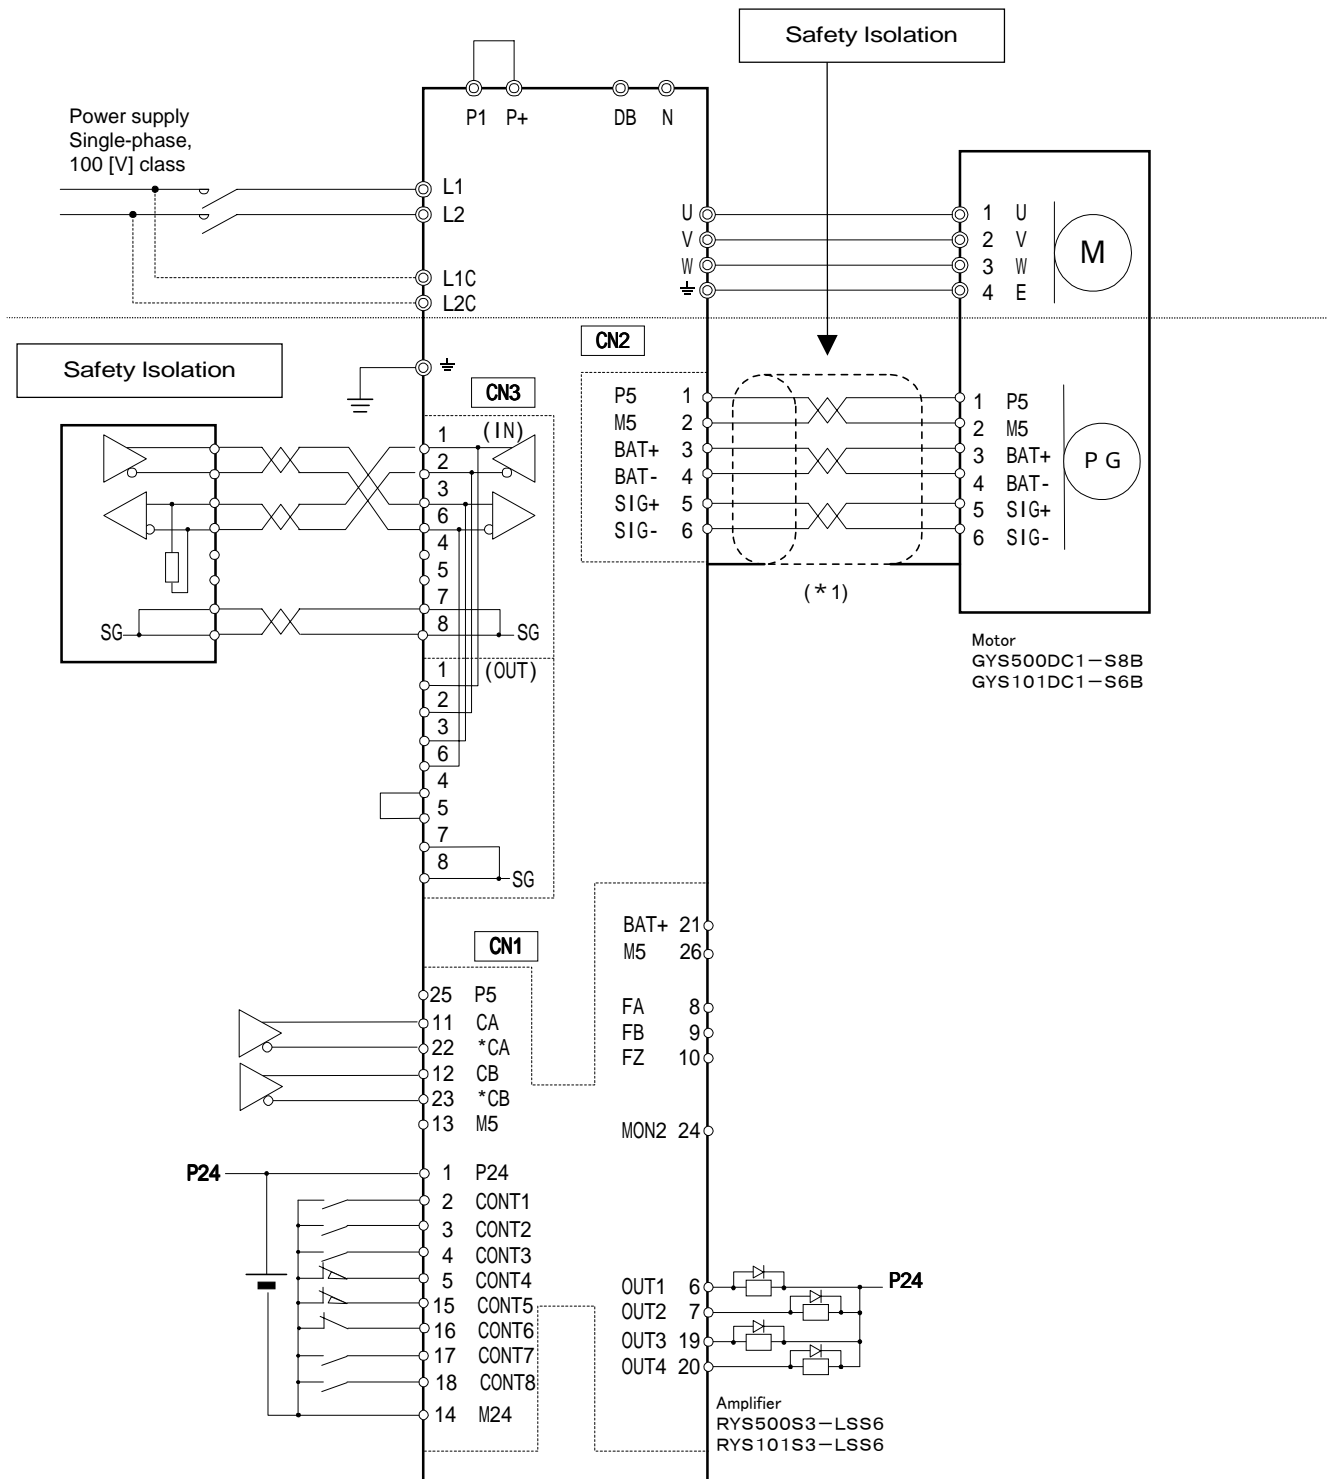 Safety Isolation
P1 P+ DB N
Power supply
Single-phase,
100 [V] class
L1
L2
L1C
L2C
U
V
W
1 U
2 V
3 W
4 E
M
Safety Isolation
CN2
P5 1
M5 2
BAT+ 3
BAT- 4
SIG+ 5
SIG- 6
(*1)
1 P5
2 M5
3 BAT+
4 BAT-
5 SIG+
6 SIG-
PG
Motor
GYS500DC1-S8B
GYS101DC1-S6B
CN3
1 (IN)
2
3
6
4
5
7
8
SG
SG
1 (OUT)
2
3
6
4
5
7
8
SG
CN1
25 P5
11 CA
22 *CA
12 CB
23 *CB
13 M5
P24
1 P24
2 CONT1
3 CONT2
4 CONT3
5 CONT4
15 CONT5
16 CONT6
17 CONT7
18 CONT8
14 M24
BAT+ 21
M5 26
FA 8
FB 9
FZ 10
MON2 24
OUT1 6
OUT2 7
OUT3 19
OUT4 20
P24
Amplifier
RYS500S3-LSS6
RYS101S3-LSS6